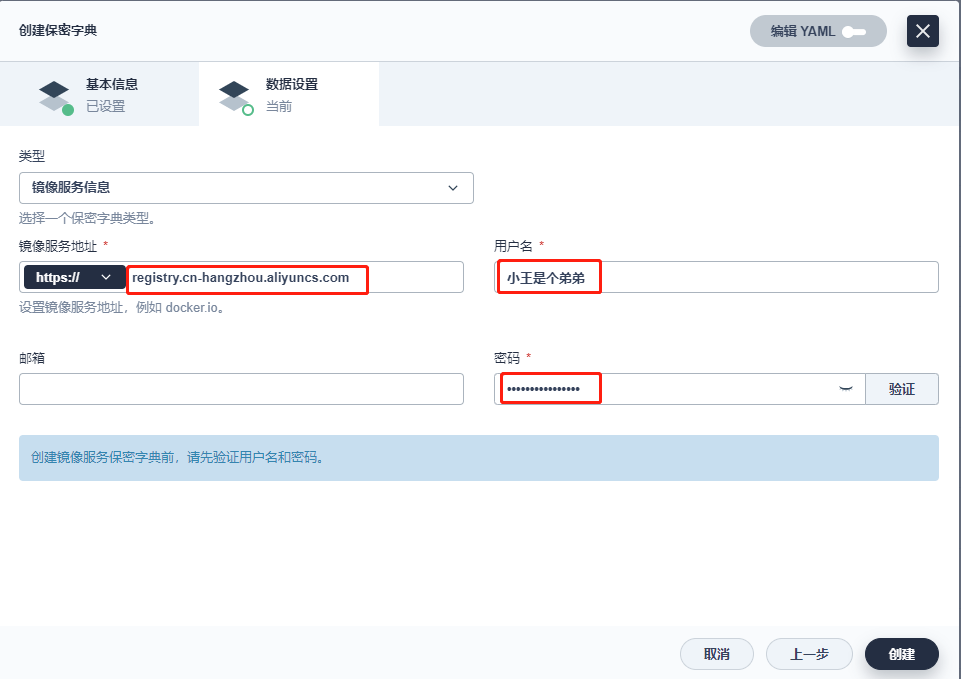 创建保密字典
编辑 YAML
基本信息
已设置
数据设置
当前
类型
镜像服务信息
选择一个保密字典类型。
镜像服务地址 *
https://
registry.cn-hangzhou.aliyuncs.com
设置镜像服务地址，例如 docker.io。
用户名 *
小王是个弟弟
邮箱
密码 *
••••••••••••••••
验证
创建镜像服务保密字典前，请先验证用户名和密码。
取消
上一步
创建